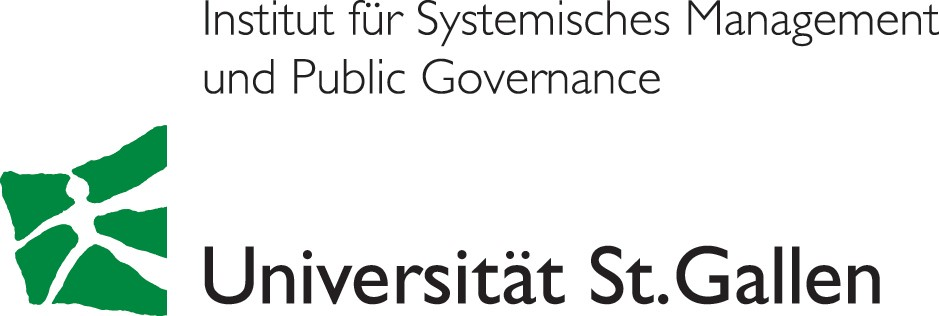 Institut für Systemisches Management
und Public Governance
Universität St.Gallen